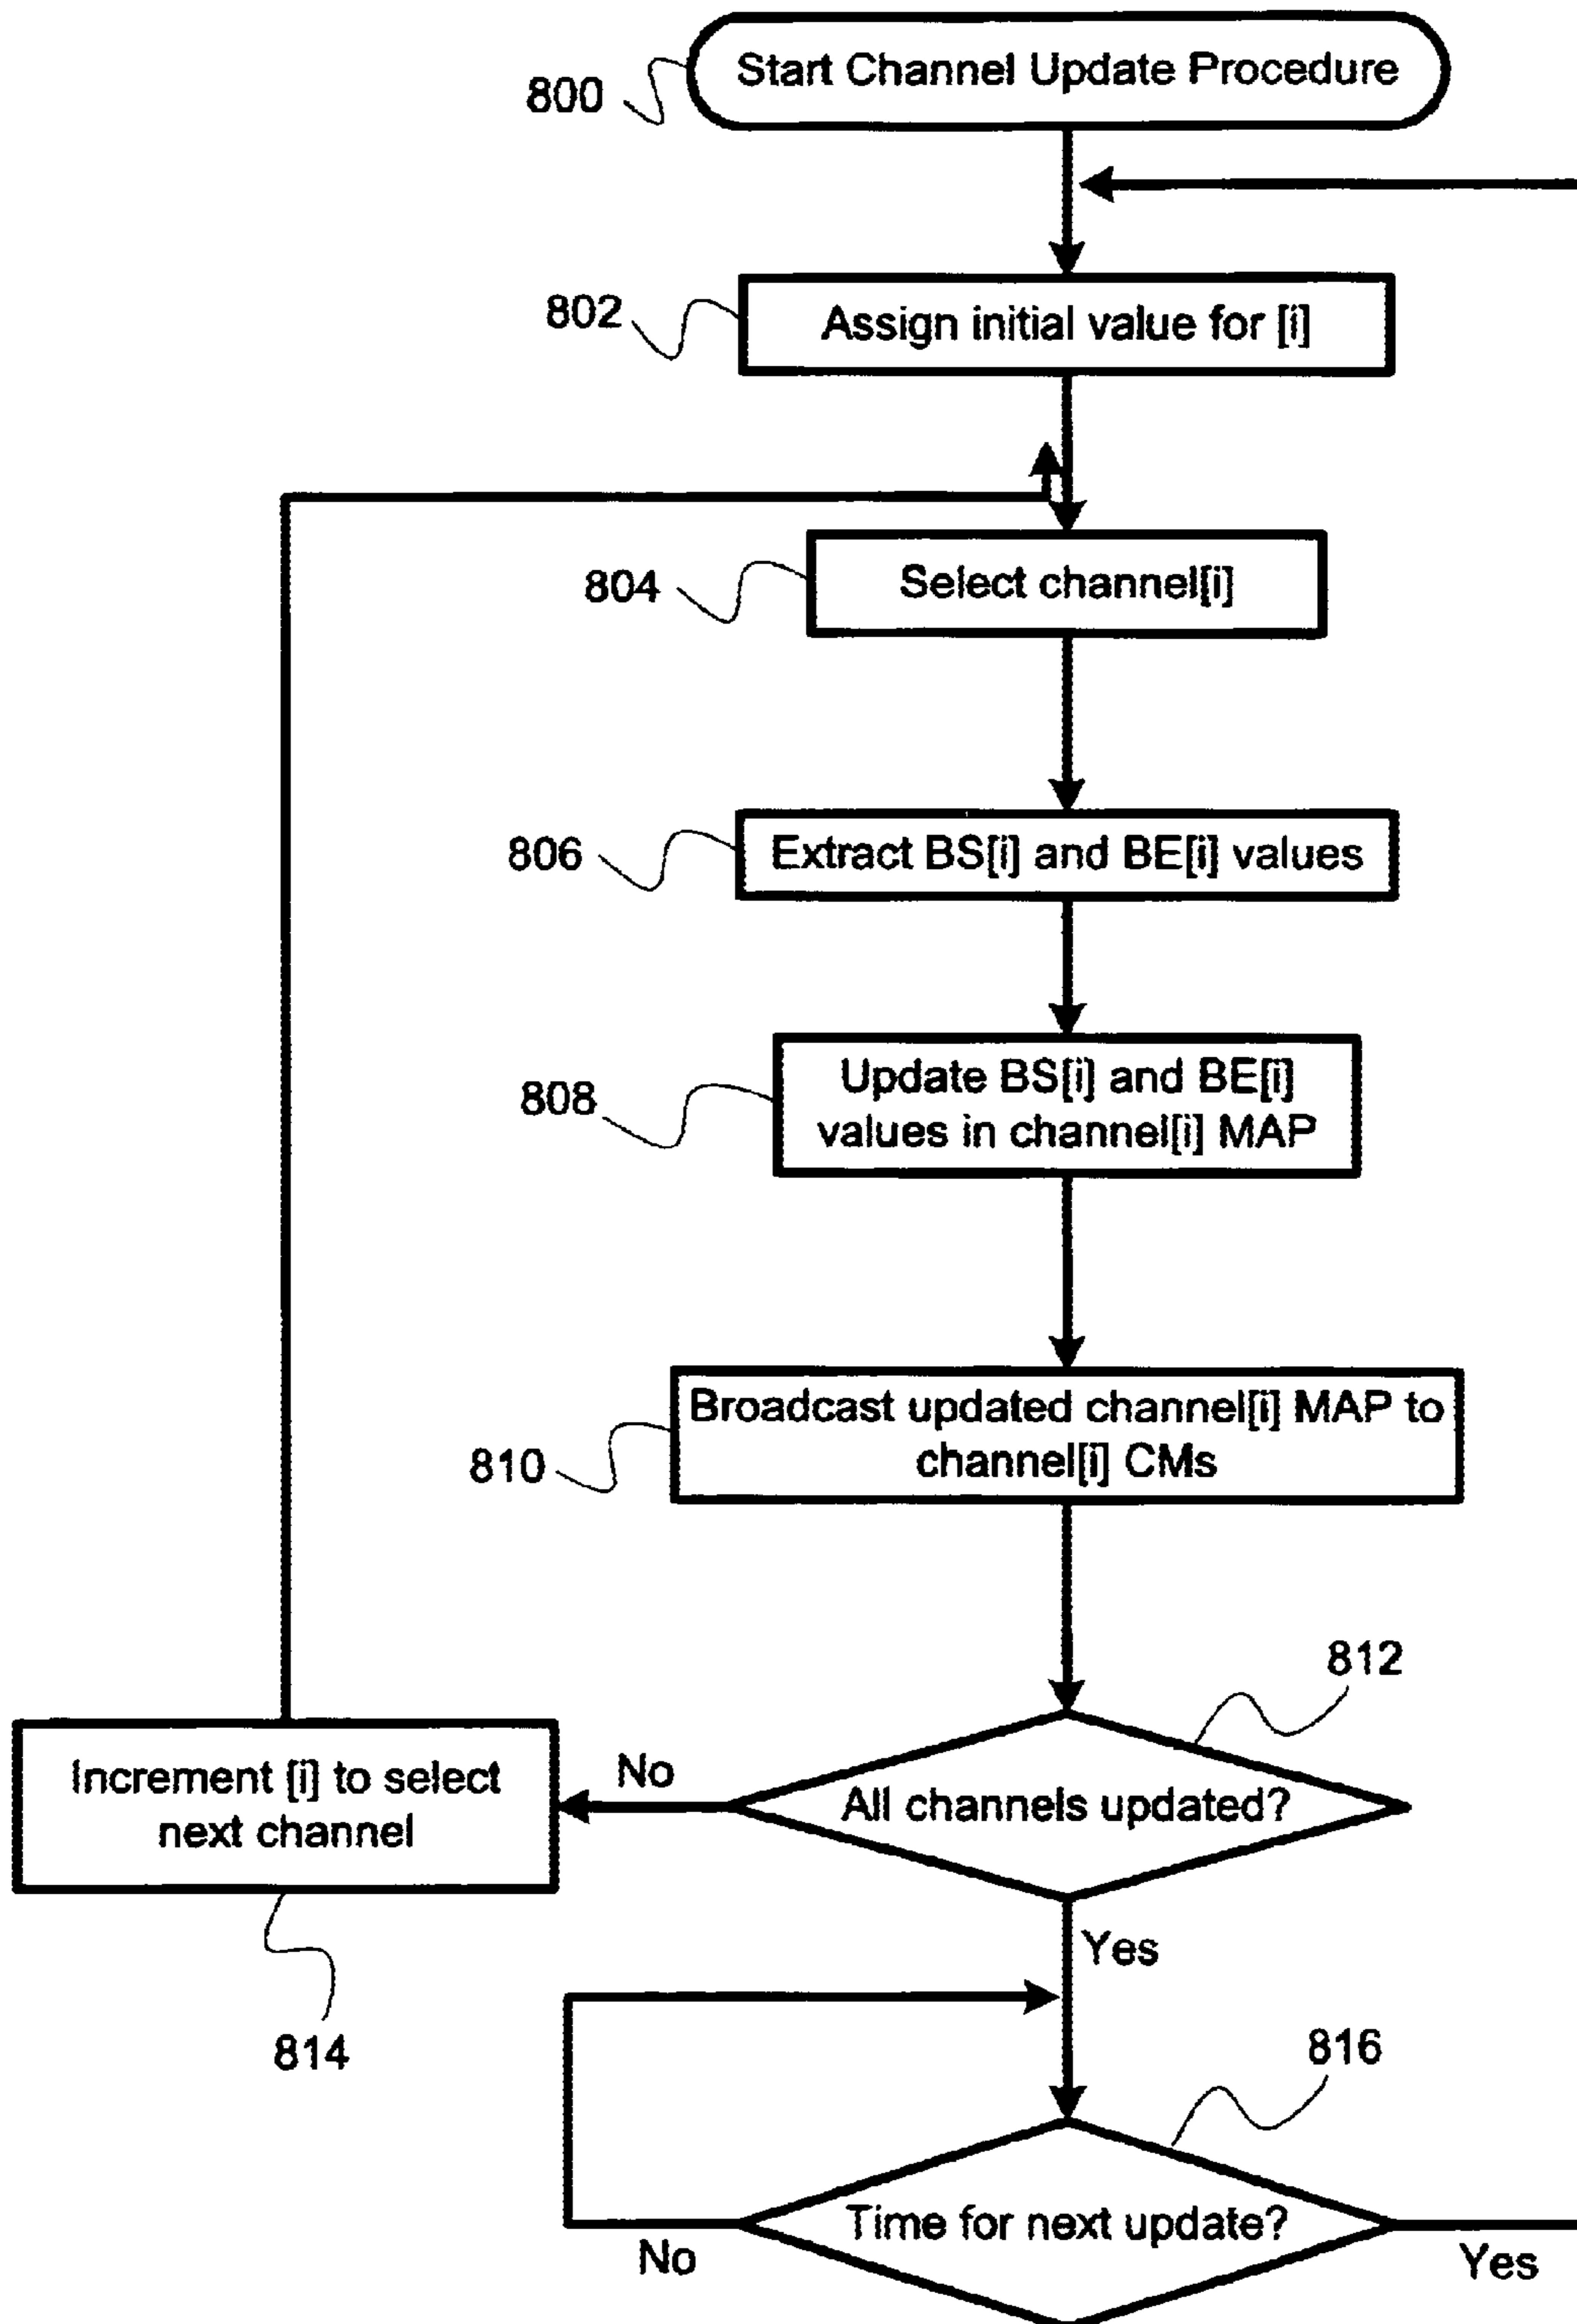 Start Channel Update Procedure
800
802
Assign initial value for [i]
804
Select channel[i]
806
Extract BS[i] and BE[i] values
808
Update BS[i] and BE[i]
values in channel[i] MAP
810
Broadcast updated channel[i] MAP to
channel[i] CMs
812
All channels updated?
No
Increment [i] to select
next channel
814
Yes
816
Time for next update?
No
Yes